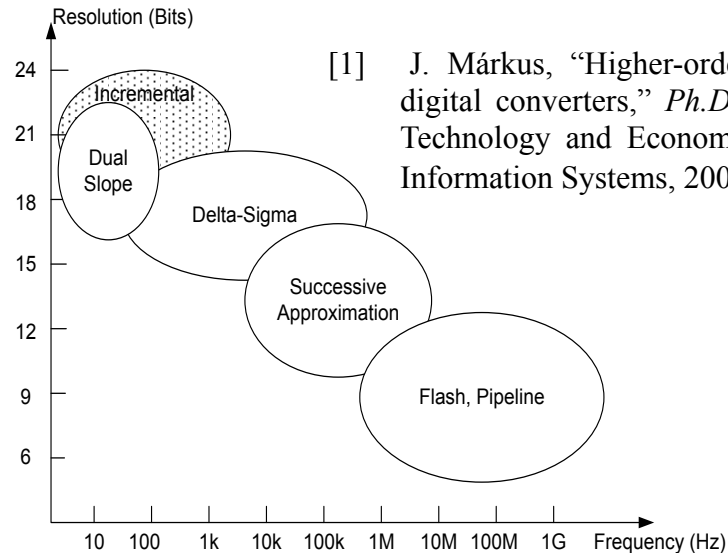 Resolution (Bits)
24
21
18
15
12
9
6
Incremental
Dual
Slope
Delta-Sigma
Successive
Approximation
Flash, Pipeline
10 100 1k 10k 100k 1M 10M 100M 1G Frequency (Hz)
[1] J. Márkus, “Higher-orde
digital converters,” Ph.D
Technology and Econom
Information Systems, 200